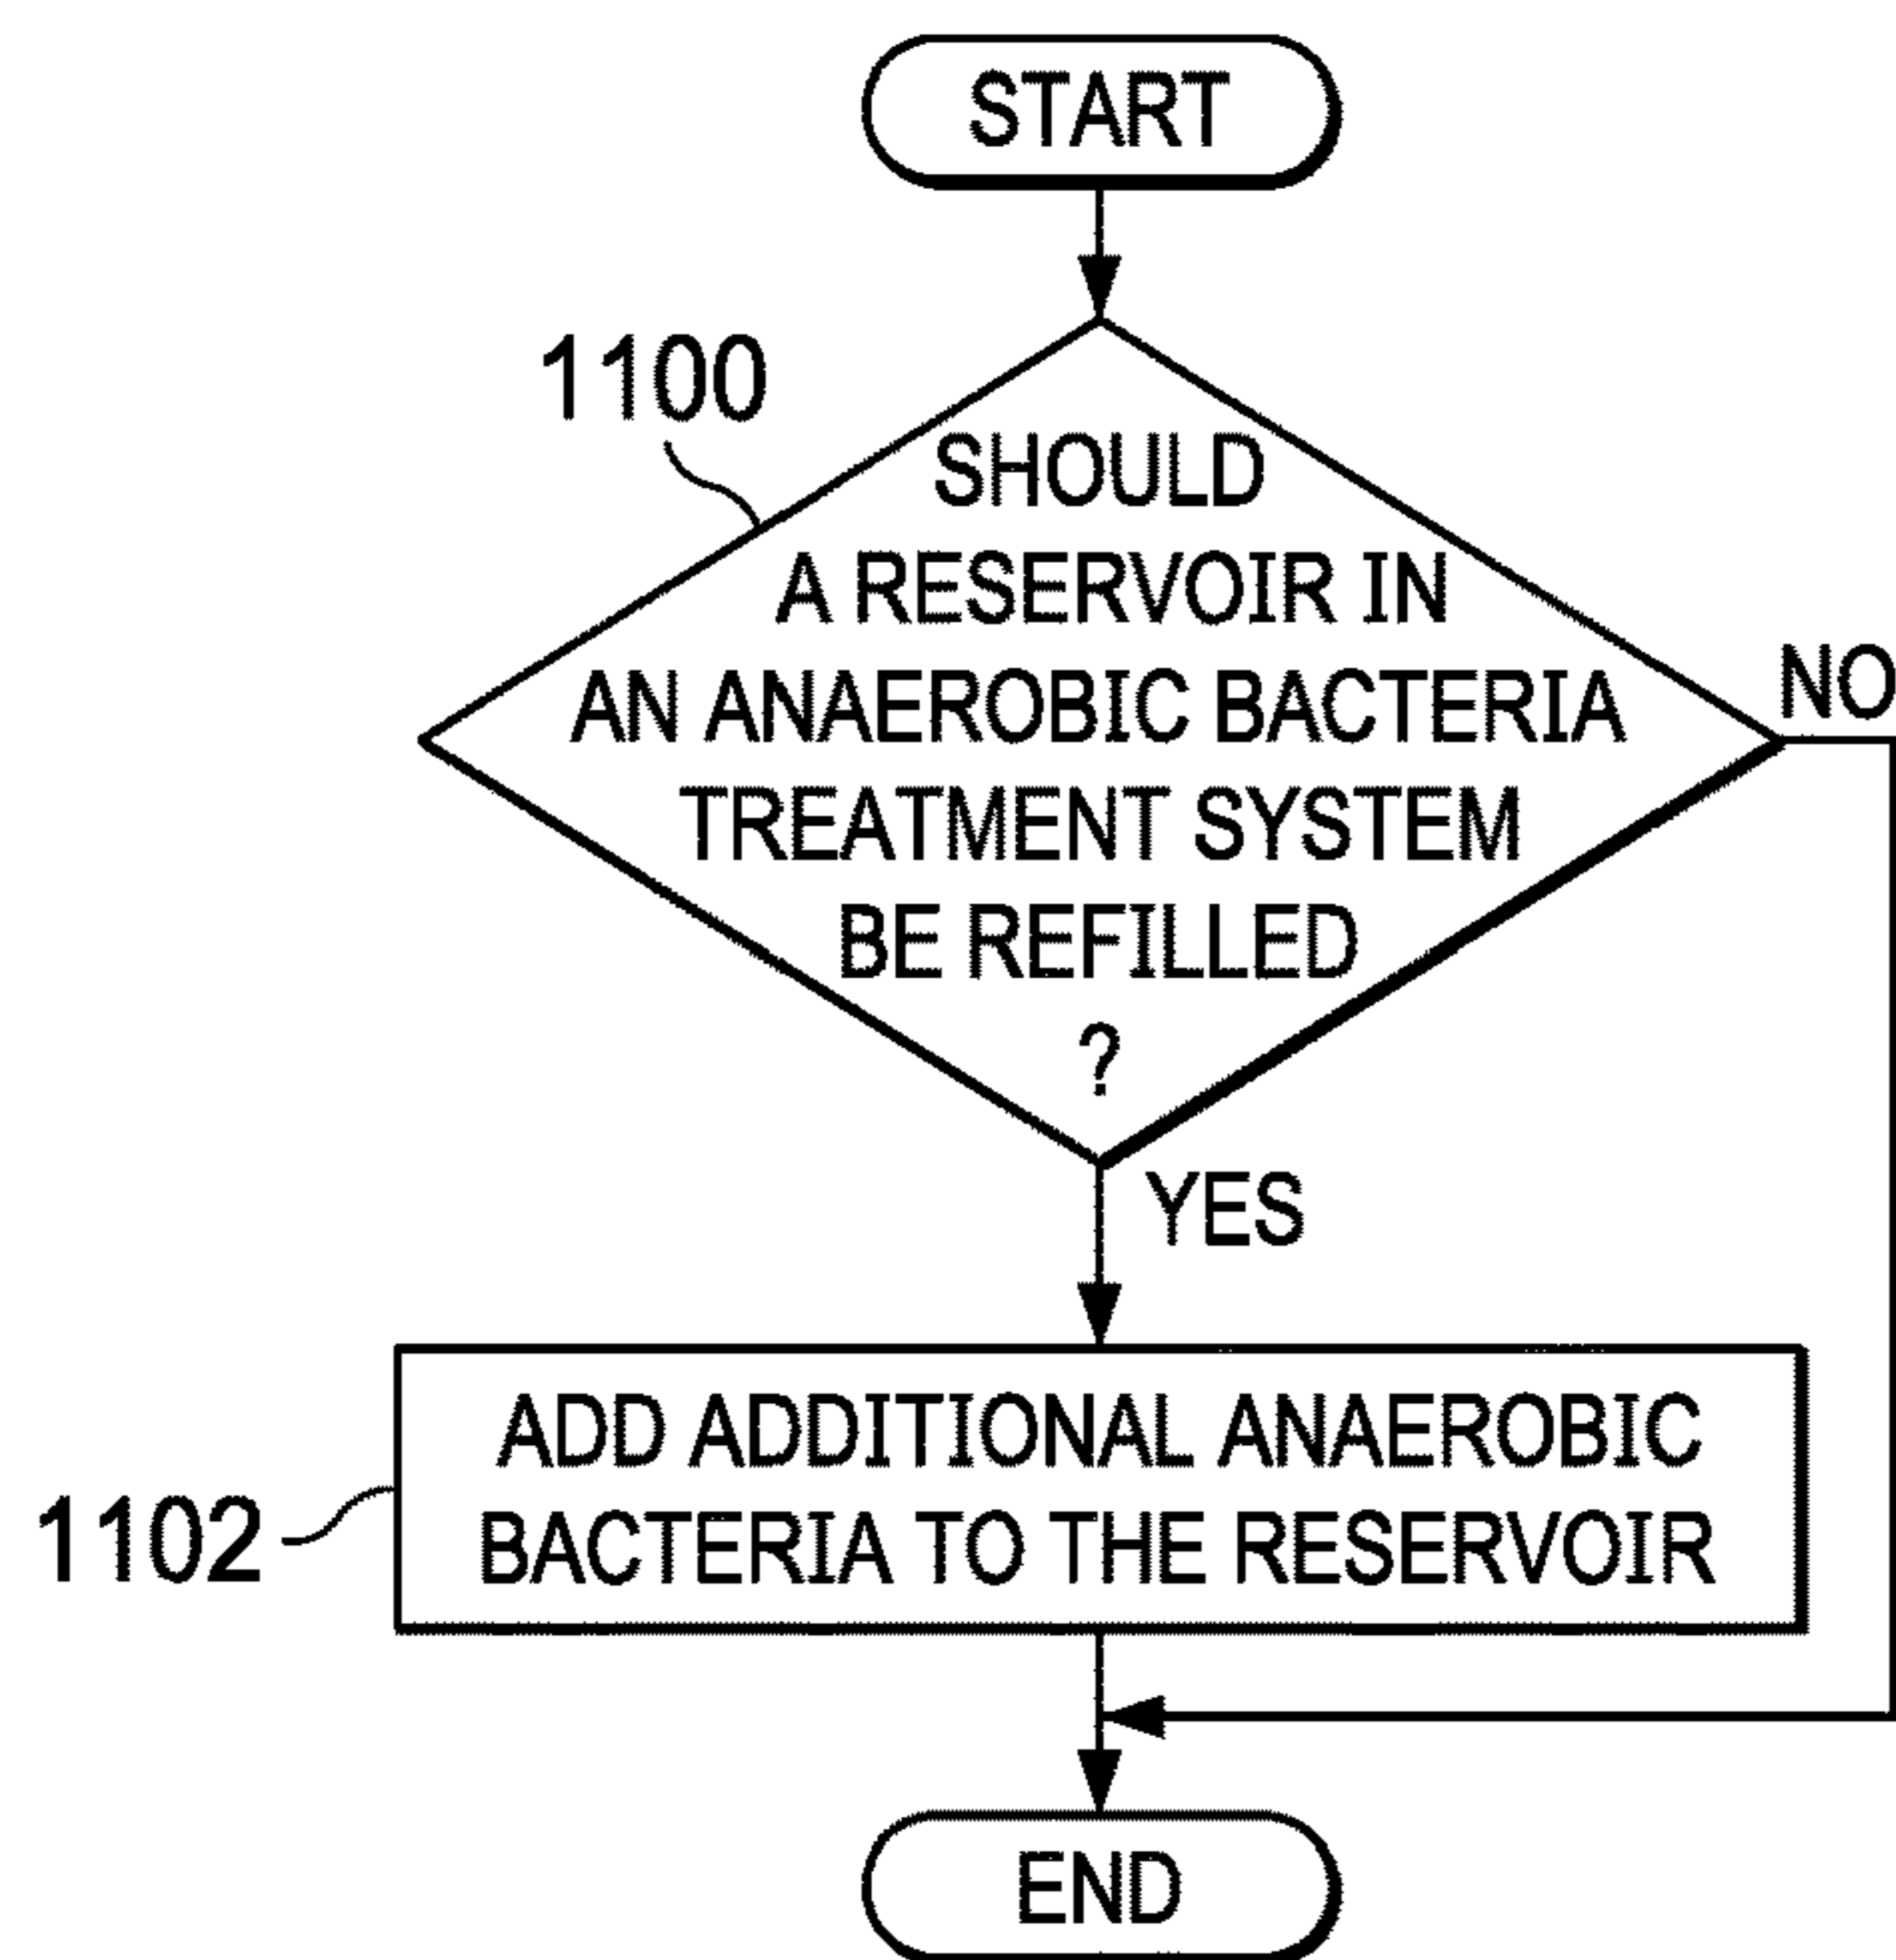 START
1100
SHOULD
A RESERVOIR IN
AN ANAEROBIC BACTERIA
TREATMENT SYSTEM
BE REFILLED
?
NO
YES
ADD ADDITIONAL ANAEROBIC
BACTERIA TO THE RESERVOIR
1102
END